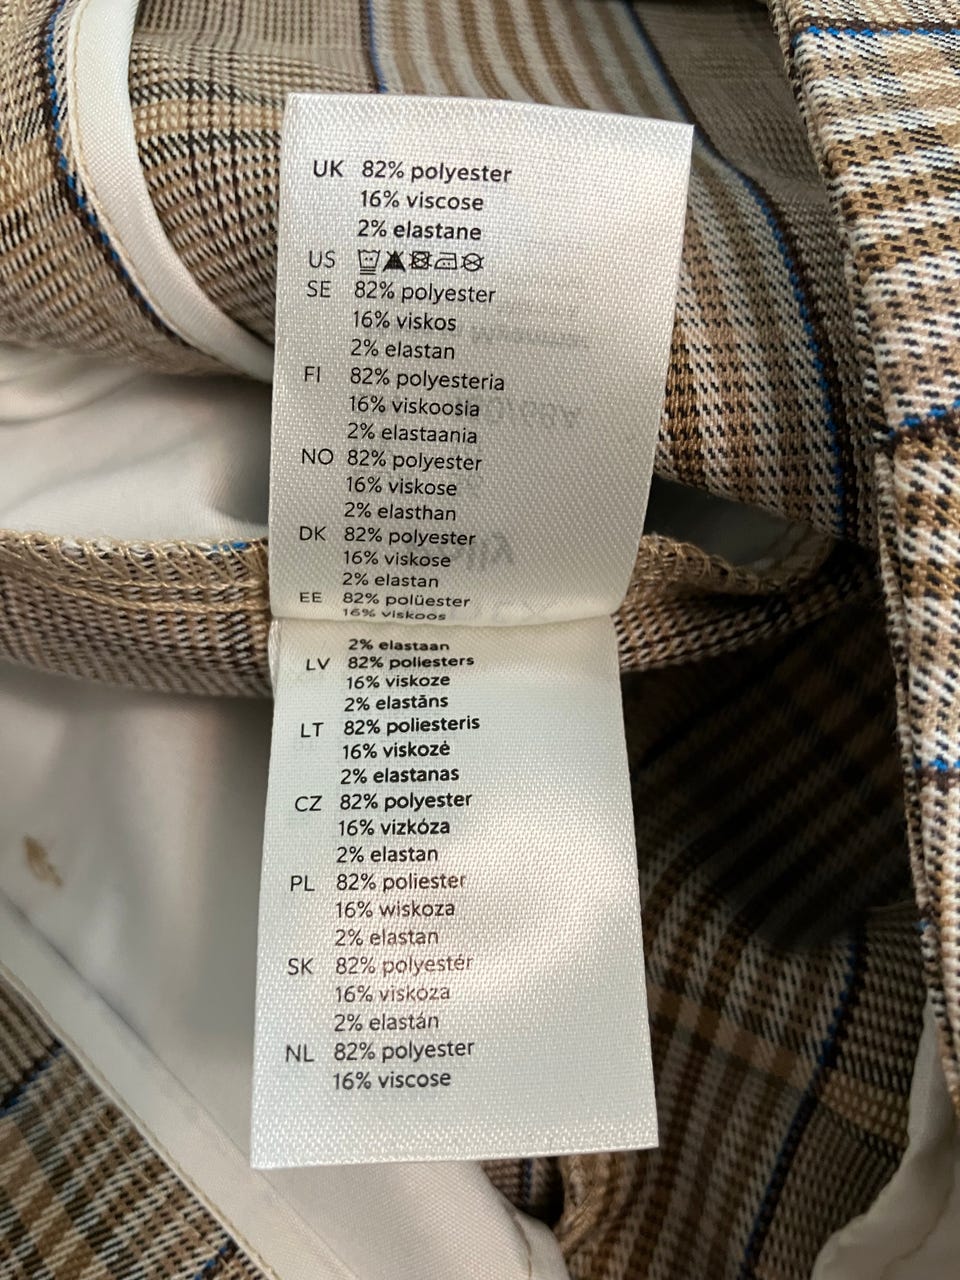 UK 82% polyester
16% viscose
2% elastane
US
SE 82% polyester
16% viskos
2% elastan
FI 82% polyesteria
16% viskoosia
2% elastaania
NO 82% polyester
16% viskose
2% elasthan
DK 82% polyester
16% viskose
2% elastan
EE 82% polüester
16% viskoos
2% elastaan
LV 82% poliesters
16% viskoze
2% elastāns
LT 82% poliesteris
16% viskozė
2% elastanas
CZ 82% polyester
16% vizkóza
2% elastan
PL 82% poliester
16% wiskoza
2% elastan
SK 82% polyestér
16% viskóza
2% elastán
NL 82% polyester
16% viscose